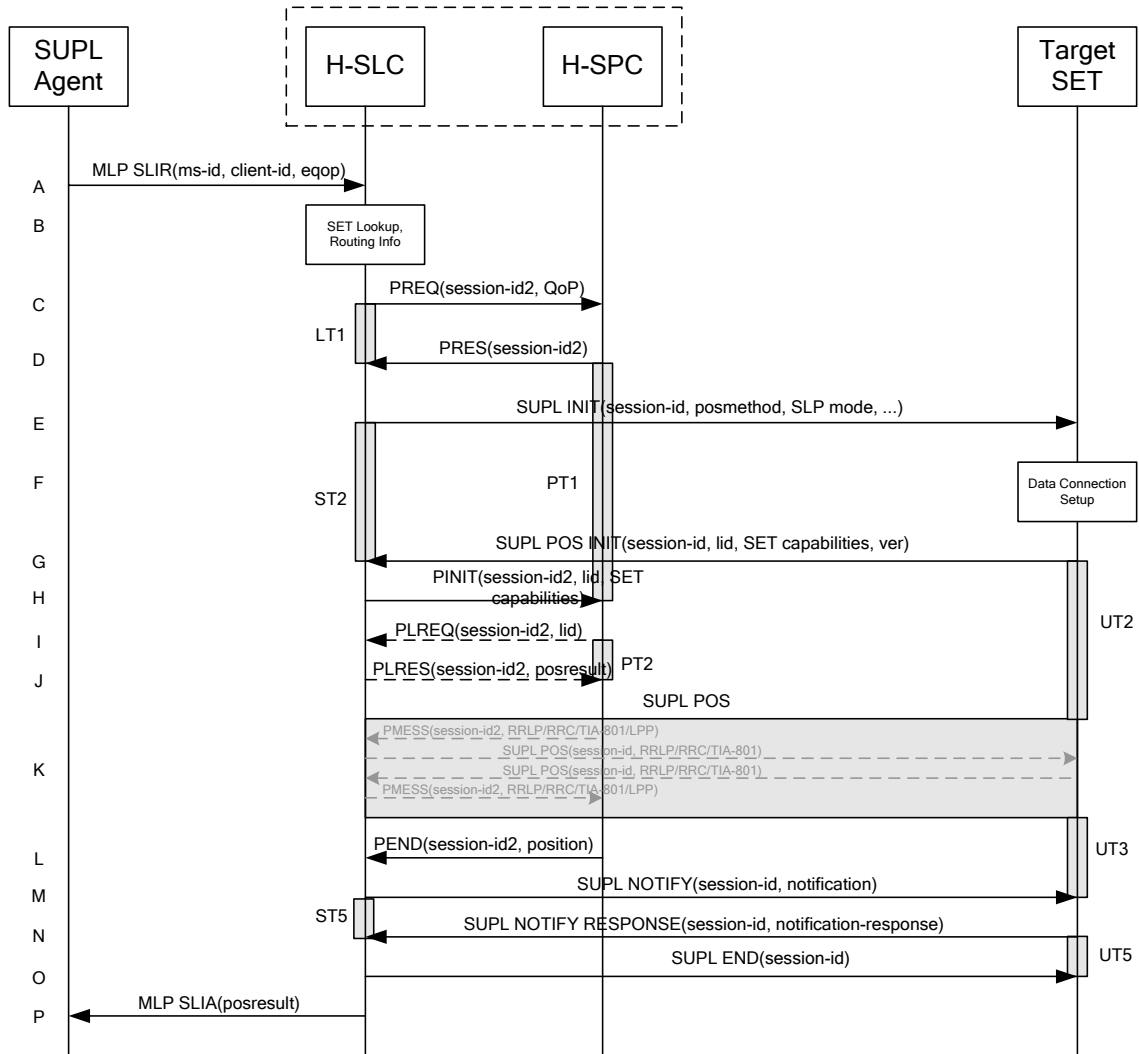 SUPL
Agent
H-SLC
H-SPC
Target
SET
MLP SLIR(ms-id, client-id, eqop)
A
B
SET Lookup,
Routing Info
PREQ(session-id2, QoP)
C
LT1
PRES(session-id2)
D
SUPL INIT(session-id, posmethod, SLP mode, ...)
E
F
ST2
PT1
Data Connection
Setup
SUPL POS INIT(session-id, lid, SET capabilities, ver)
G
PINIT(session-id2, lid, SET
capabilities)
H
UT2
PLREQ(session-id2, lid)
I
PT2
PLRES(session-id2, posresult)
J
SUPL POS
PMESS(session-id2, RRLP/RRC/TIA-801/LPP)
SUPL POS(session-id, RRLP/RRC/TIA-801)
K
SUPL POS(session-id, RRLP/RRC/TIA-801)
PMESS(session-id2, RRLP/RRC/TIA-801/LPP)
PEND(session-id2, position)
L
UT3
SUPL NOTIFY(session-id, notification)
M
ST5
SUPL NOTIFY RESPONSE(session-id, notification-response)
N
UT5
SUPL END(session-id)
O
MLP SLIA(posresult)
P